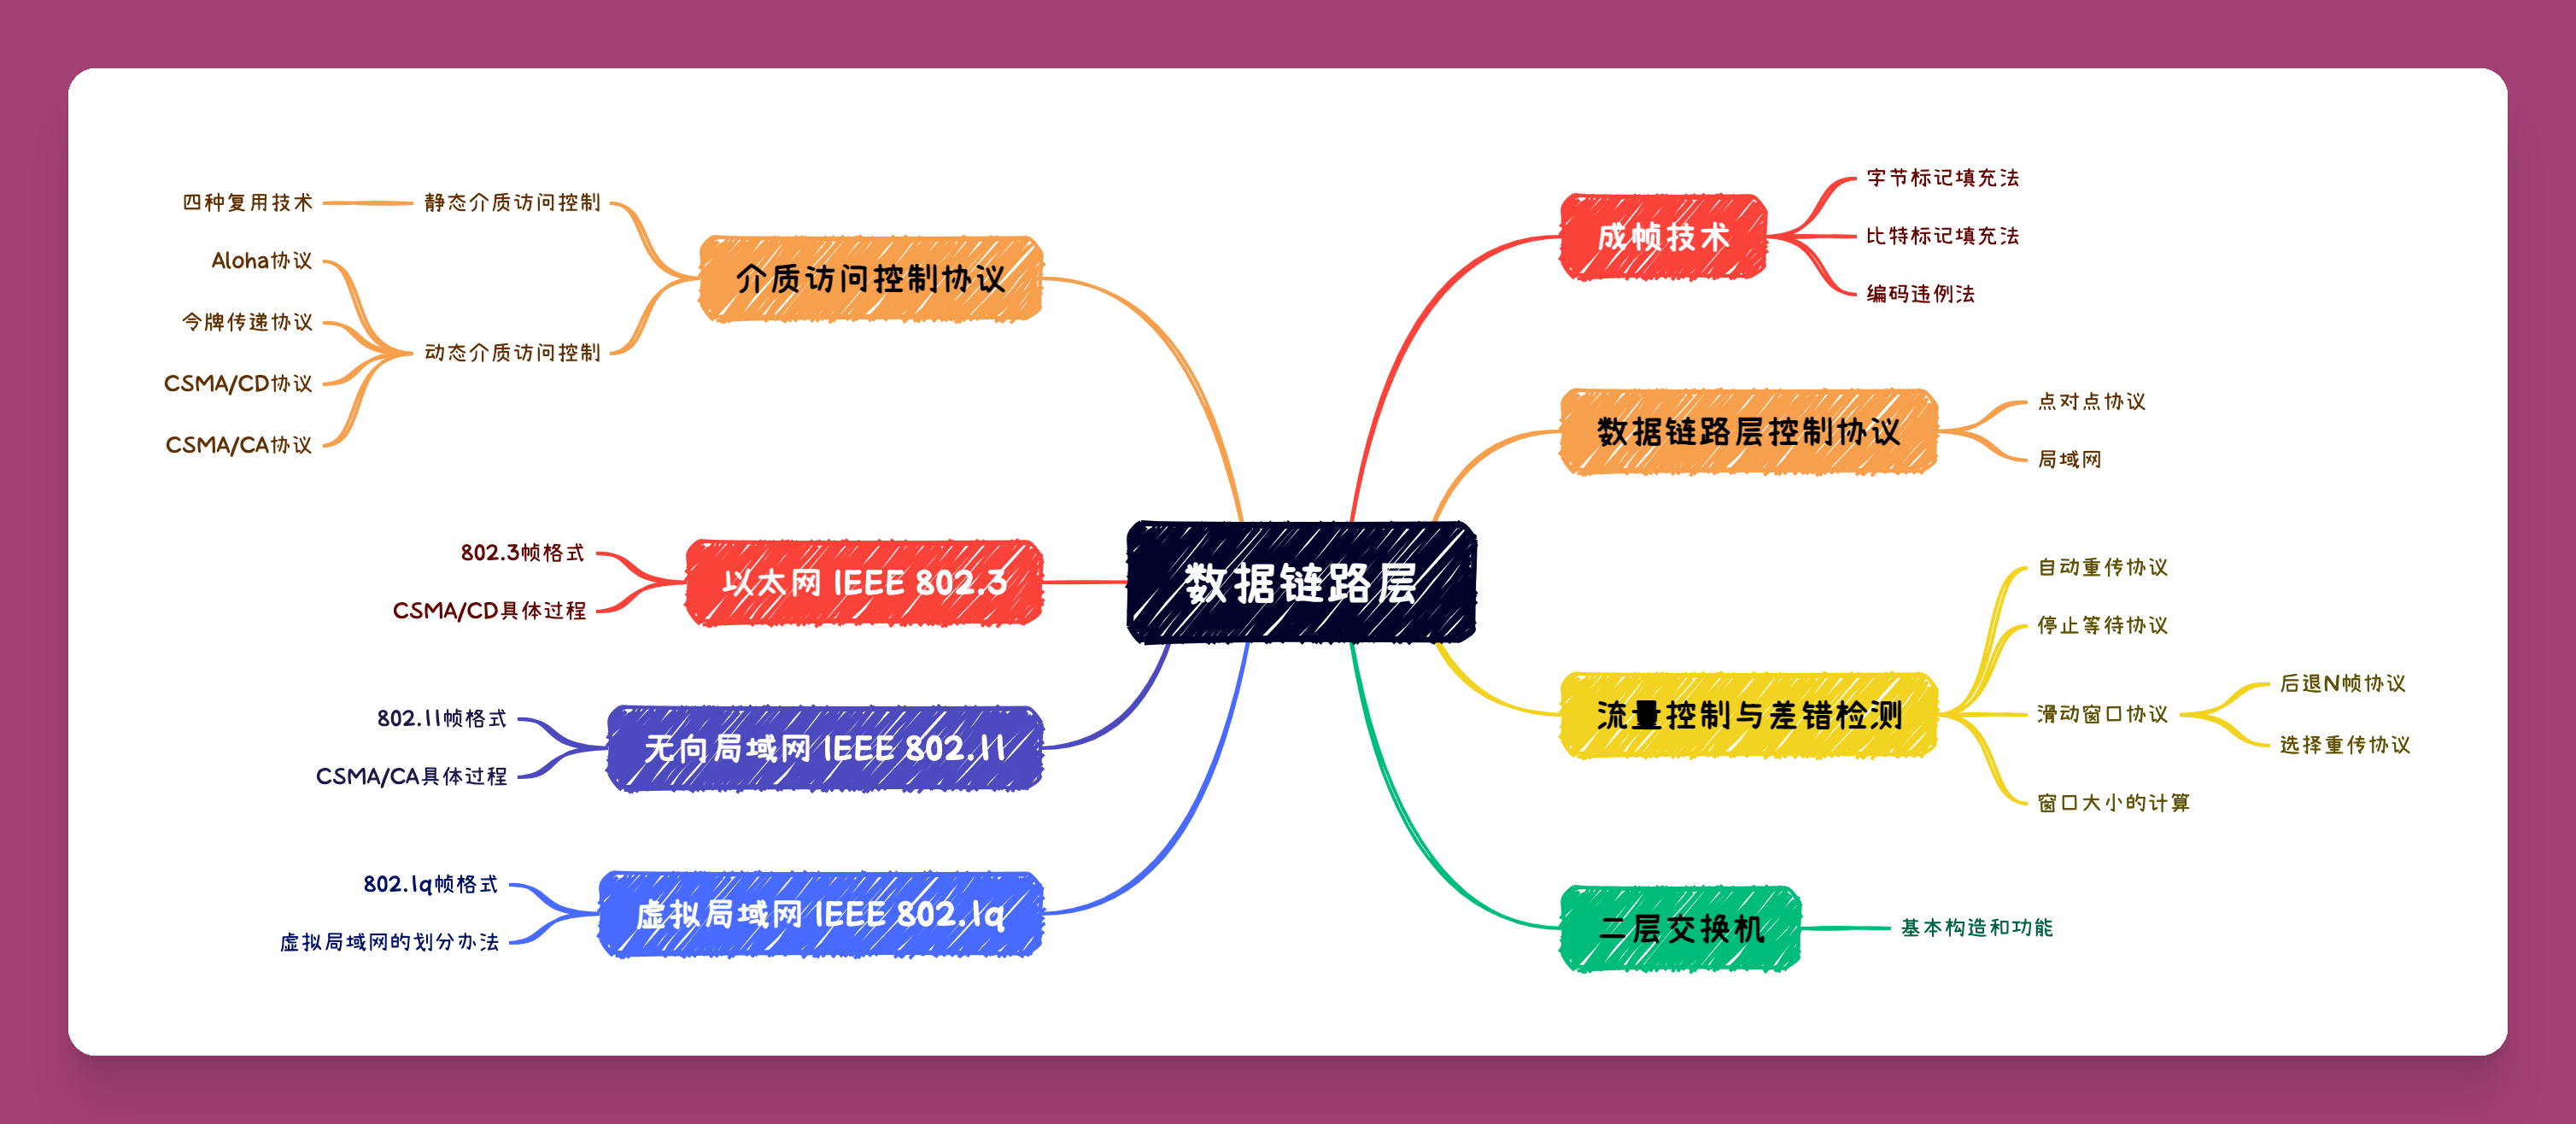 数据链路层
成帧技术
字节标记填充法
比特标记填充法
编码违例法
数据链路层控制协议
点对点协议
局域网
流量控制与差错检测
自动重传协议
停止等待协议
滑动窗口协议
后退N帧协议
选择重传协议
窗口大小的计算
二层交换机
基本构造和功能
介质访问控制协议
静态介质访问控制
四种复用技术
动态介质访问控制
Aloha协议
令牌传递协议
CSMA/CD协议
CSMA/CA协议
以太网 IEEE 802.3
802.3帧格式
CSMA/CD具体过程
无向局域网 IEEE 802.11
802.11帧格式
CSMA/CA具体过程
虚拟局域网 IEEE 802.1q
802.1q帧格式
虚拟局域网的划分办法